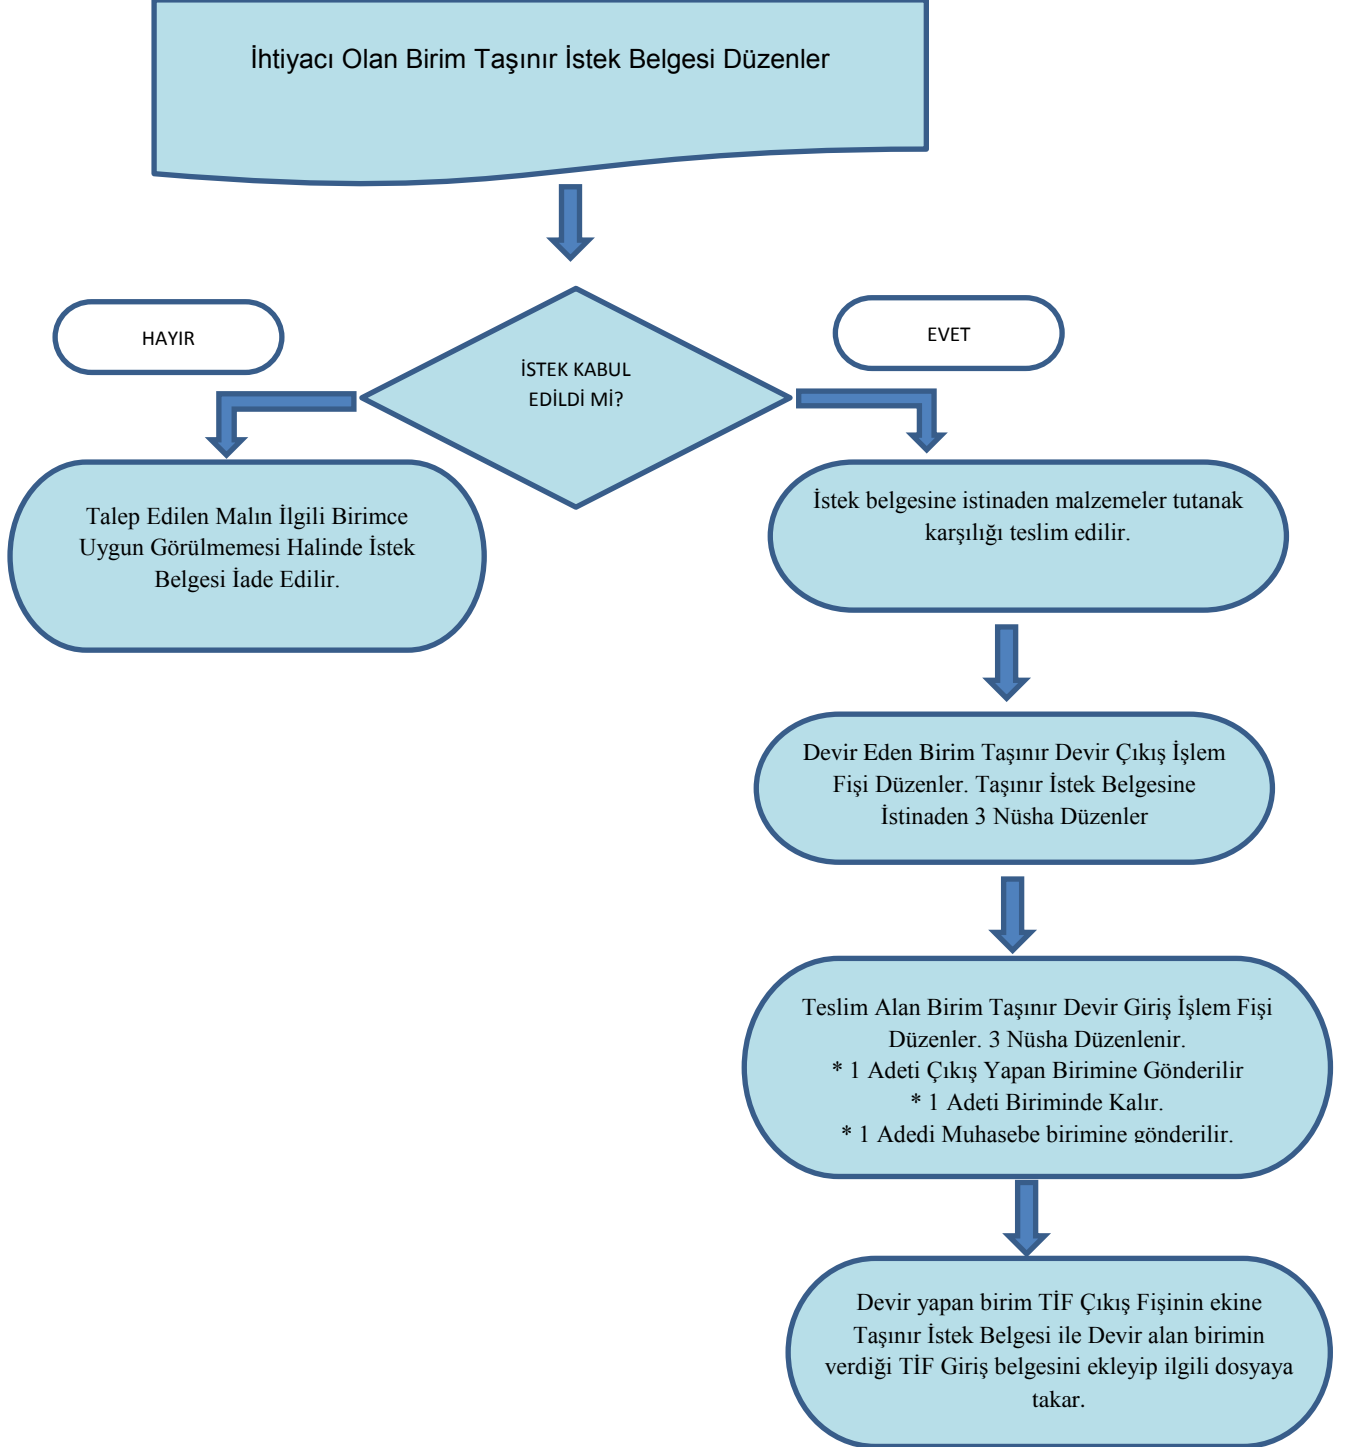 İhtiyacı Olan Birim Taşınır İstek Belgesi Düzenler
HAYIR
EVET
İSTEK KABUL
EDİLDİ Mİ?
Talep Edilen Malın İlgili Birimce
Uygun Görülmemesi Halinde İstek
Belgesi İade Edilir.
İstek belgesine istinaden malzemeler tutanak
karşılığı teslim edilir.
Devir Eden Birim Taşınır Devir Çıkış İşlem
Fişi Düzenler. Taşınır İstek Belgesine
İstinaden 3 Nüsha Düzenler
Teslim Alan Birim Taşınır Devir Giriş İşlem Fişi
Düzenler. 3 Nüsha Düzenlenir.
* 1 Adeti Çıkış Yapan Birimine Gönderilir
* 1 Adeti Biriminde Kalır.
* 1 Adedi Muhasebe birimine gönderilir.
Devir yapan birim TİF Çıkış Fişinin ekine
Taşınır İstek Belgesi ile Devir alan birimin
verdiği TİF Giriş belgesini ekleyip ilgili dosyaya
takar.